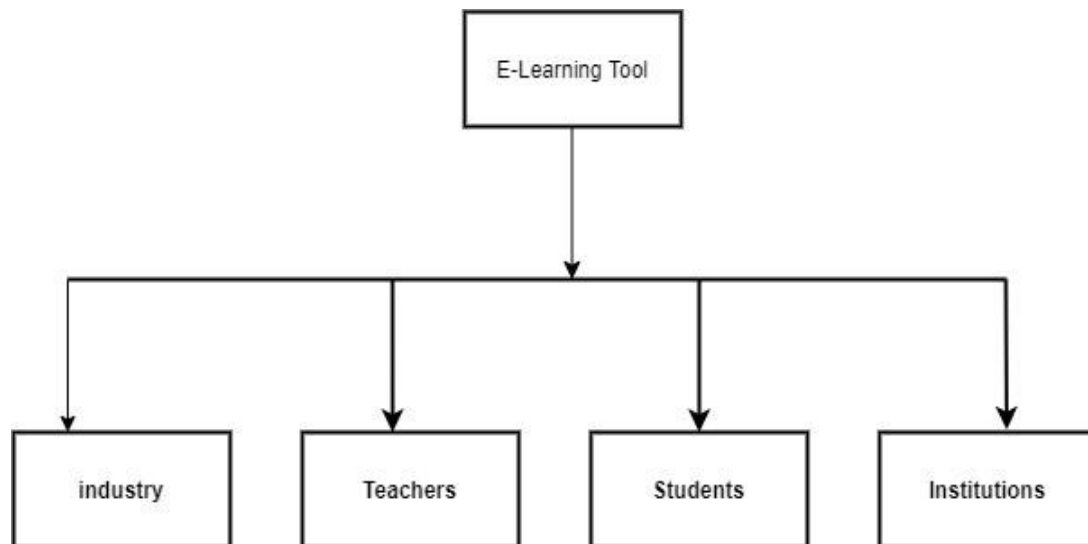 E-Learning Tool
industry
Teachers
Students
Institutions